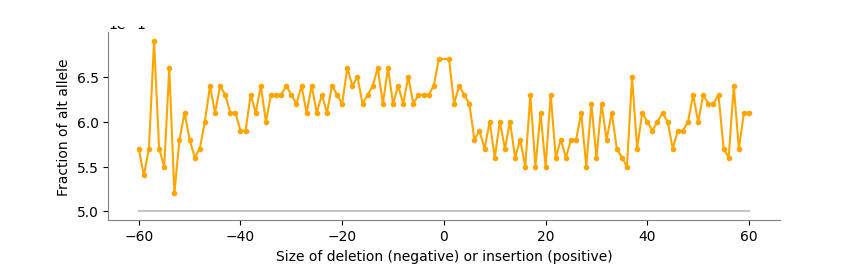 6.5
6.0
5.5
5.0
Fraction of alt allele
−60 −40 −20 0 20 40 60
Size of deletion (negative) or insertion (positive)